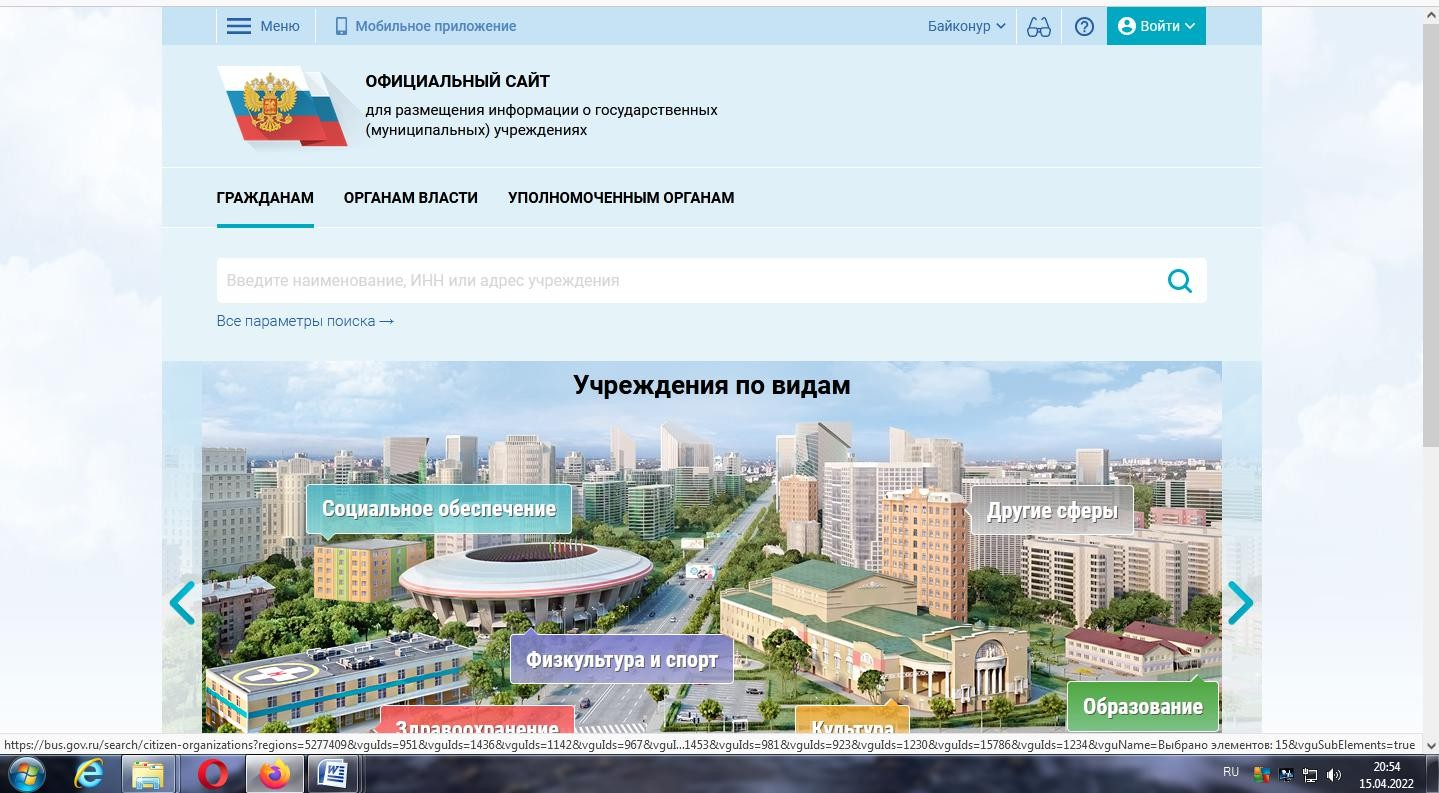 Меню
Мобильное приложение
Байконур
Войти
ОФИЦИАЛЬНЫЙ САЙТ
для размещения информации о государственных
(муниципальных) учреждениях
ГРАЖДАНАМ ОРГАНАМ ВЛАСТИ УПОЛНОМОЧЕННЫМ ОРГАНАМ
Введите наименование, ИНН или адрес учреждения
Все параметры поиска →
Учреждения по видам
Социальное обеспечение
Другие сферы
Физкультура и спорт
Образование
Здравоохранение
Культура
https://bus.gov.ru/search/citizen-organizations?regions=5277409&vguIds=951&vguIds=1436&vguIds=1142&vguIds=967&vguI...1453&vguIds=981&vguIds=923&vguIds=1230&vguIds=15786&vguIds=1234&vguName=Выбрано элементов: 15&vguSubElements=true
RU
20:54
15.04.2022